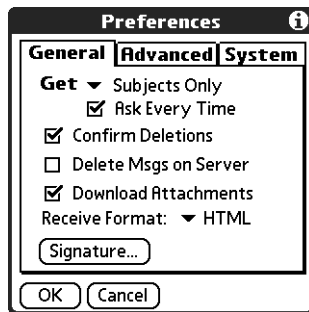 Preferences i
General Advanced System
Get Subjects Only
Ask Every Time
Confirm Deletions
Delete Msgs on Server
Download Attachments
Receive Format: HTML
Signature...
OK Cancel